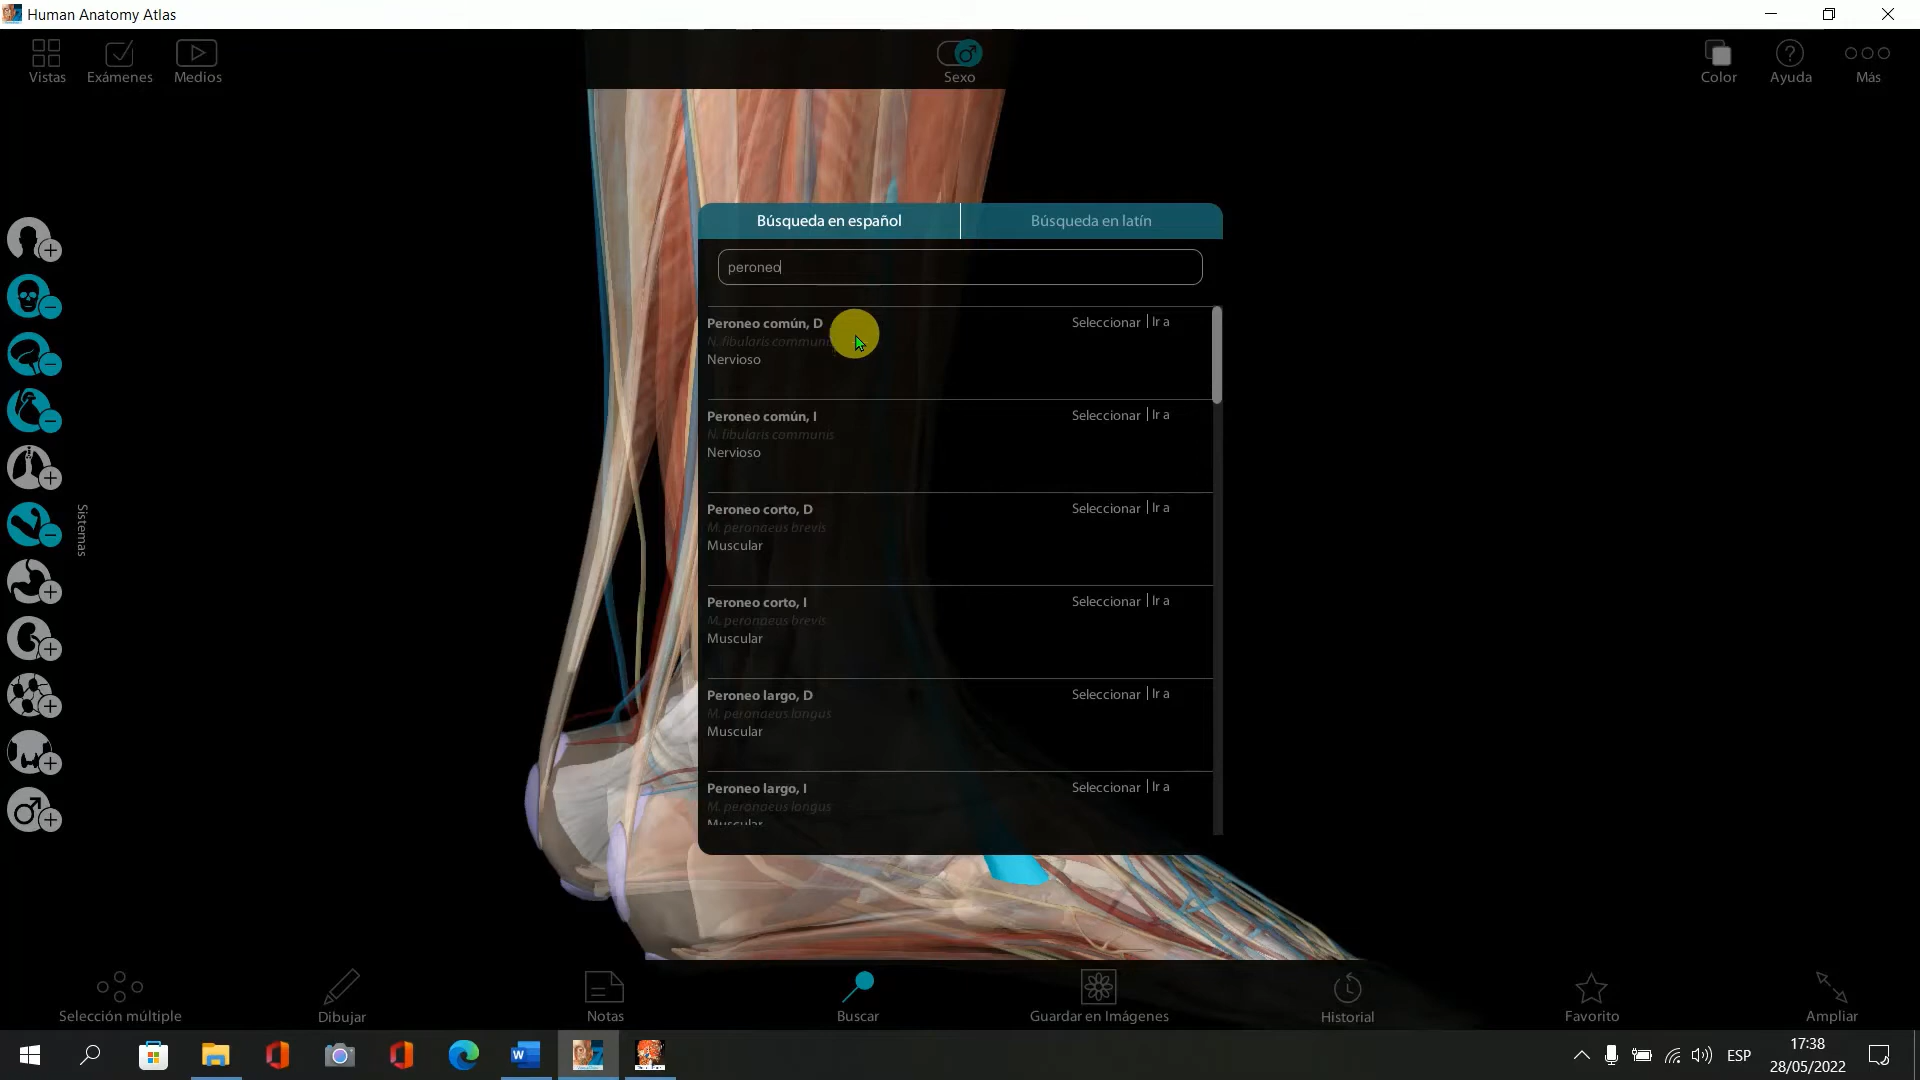 Human Anatomy Atlas
Vistas
Exámenes
Medios
Sexo
Color
Ayuda
Más
Búsqueda en español
Búsqueda en latín
peroneo
Peroneo común, D
Seleccionar | Ir a
N. fibularis communis
Nervioso
Peroneo común, I
Seleccionar | Ir a
N. fibularis communis
Nervioso
Peroneo corto, D
Seleccionar | Ir a
M. peronaeus brevis
Muscular
Peroneo corto, I
Seleccionar | Ir a
M. peronaeus brevis
Muscular
Peroneo largo, D
Seleccionar | Ir a
M. peronaeus longus
Muscular
Peroneo largo, I
Seleccionar | Ir a
M. peronaeus longus
Muscular
Sistemas
Selección múltiple
Dibujar
Notas
Buscar
Guardar en Imágenes
Historial
Favorito
Ampliar
ESP
17:38
28/05/2022